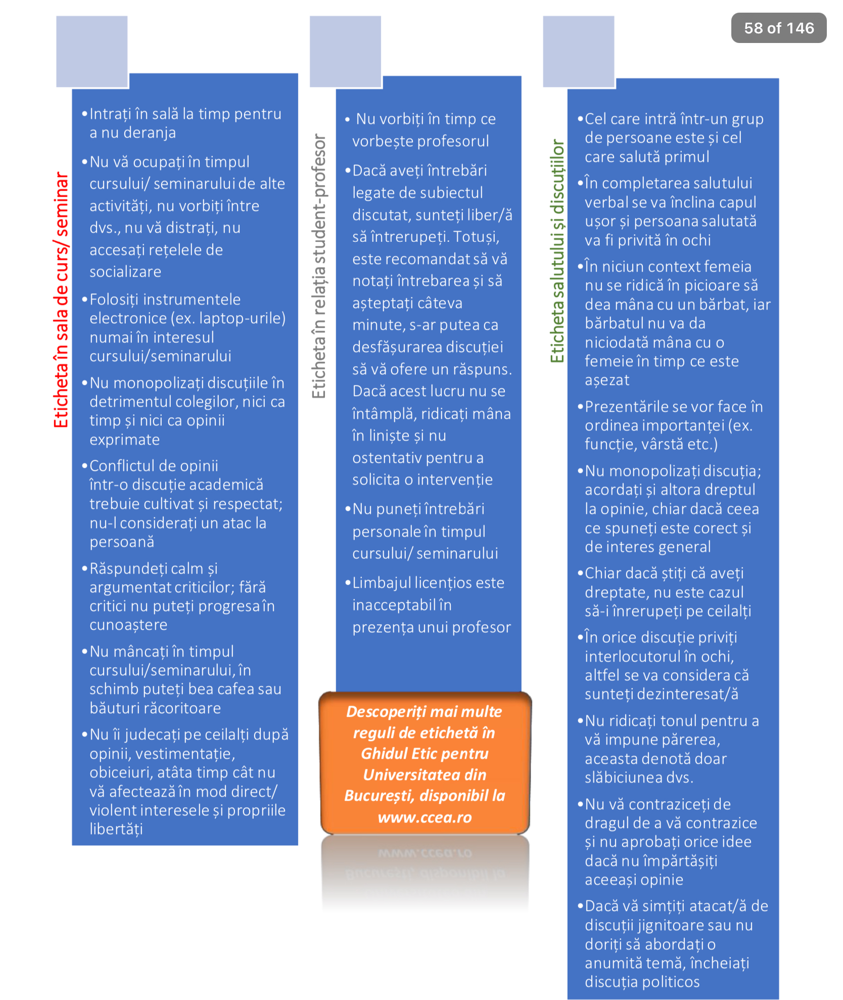 58 of 146
Eticheta în sala de curs/ seminar
•Intrați în sală la timp pentru
a nu deranja
•Nu vă ocupați în timpul
cursului/ seminarului de alte
activități, nu vorbiți între
dvs., nu vă distrați, nu
accesați rețelele de
socializare
•Folosiți instrumentele
electronice (ex. laptop-urile)
numai în interesul
cursului/seminarului
•Nu monopolizați discuțiile în
detrimentul colegilor, nici ca
timp și nici ca opinii
exprimate
•Conflictul de opinii
într-o discuție academică
trebuie cultivat și respectat;
nu-l considerați un atac la
persoană
•Răspundeți calm și
argumentat criticilor; fără
critici nu puteți progresa în
cunoaștere
•Nu mâncați în timpul
cursului/seminarului, în
schimb puteți bea cafea sau
băuturi răcoritoare
•Nu îi judecați pe ceilalți după
opinii, vestimentație,
obiceiuri, atâta timp cât nu
vă afectează în mod direct/
violent interesele și propriile
libertăți
Eticheta în relația student-profesor
• Nu vorbiți în timp ce
vorbește profesorul
•Dacă aveți întrebări
legate de subiectul
discutat, sunteți liber/ă
să întrerupeți. Totuși,
este recomandat să vă
notați întrebarea și să
așteptați câteva
minute, s-ar putea ca
desfășurarea discuției
să vă ofere un răspuns.
Dacă acest lucru nu se
întâmplă, ridicați mâna
în liniște și nu
ostentativ pentru a
solicita o intervenție
•Nu puneți întrebări
personale în timpul
cursului/ seminarului
•Limbajul licențios este
inacceptabil în
prezența unui profesor
Descoperiți mai multe
reguli de etichetă în
Ghidul Etic pentru
Universitatea din
București, disponibil la
www.ccea.ro
Eticheta salutului și discuțiilor
•Cel care intră într-un grup
de persoane este și cel
care salută primul
•În completarea salutului
verbal se va înclina capul
ușor și persoana salutată
va fi privită în ochi
•În niciun context femeia
nu se ridică în picioare să
dea mâna cu un bărbat, iar
bărbatul nu va da
niciodată mâna cu o
femeie în timp ce este
așezat
•Prezentările se vor face în
ordinea importanței (ex.
funcție, vârstă etc.)
•Nu monopolizați discuția;
acordați și altora dreptul
la opinie, chiar dacă ceea
ce spuneți este corect și
de interes general
•Chiar dacă știți că aveți
dreptate, nu este cazul
să-i înrerupeți pe ceilalți
•În orice discuție priviți
interlocutorul în ochi,
altfel se va considera că
sunteți dezinteresat/ă
•Nu ridicați tonul pentru a
vă impune părerea,
aceasta denotă doar
slăbiciunea dvs.
•Nu vă contraziceți de
dragul de a vă contrazice
și nu aprobați orice idee
dacă nu împărtășiți
aceeași opinie
•Dacă vă simțiți atacat/ă de
discuții jignitoare sau nu
doriți să abordați o
anumită temă, încheiați
discuția politicos